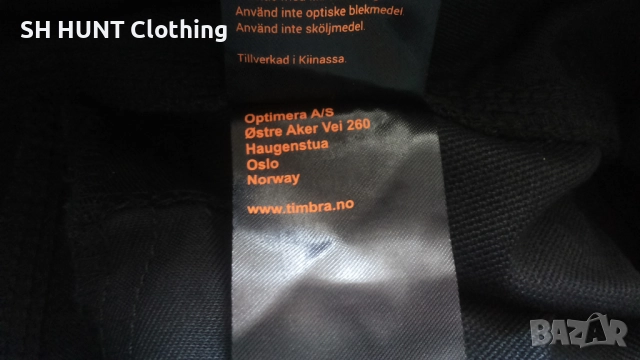 SH HUNT Clothing
Använd inte optiske blekmedel.
Använd inte sköljmedel.
Tillverkad i Kiinassa.
Optimera A/S
Østre Aker Vei 260
Haugenstua
Oslo
Norway
www.timbra.no
BAZAR